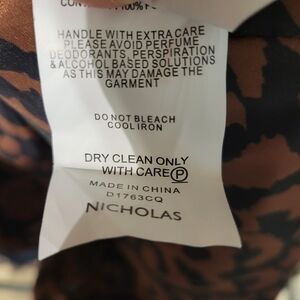 100%
HANDLE WITH EXTRA CARE
PLEASE AVOID PERFUME
DEODORANTS, PERSPIRATION
& ALCOHOL BASED SOLUTIONS
AS THIS MAY DAMAGE THE
GARMENT
DO NOT BLEACH
COOL IRON
DRY CLEAN ONLY
WITH CARE Ⓟ
MADE IN CHINA
D1763CQ
NICHOLAS